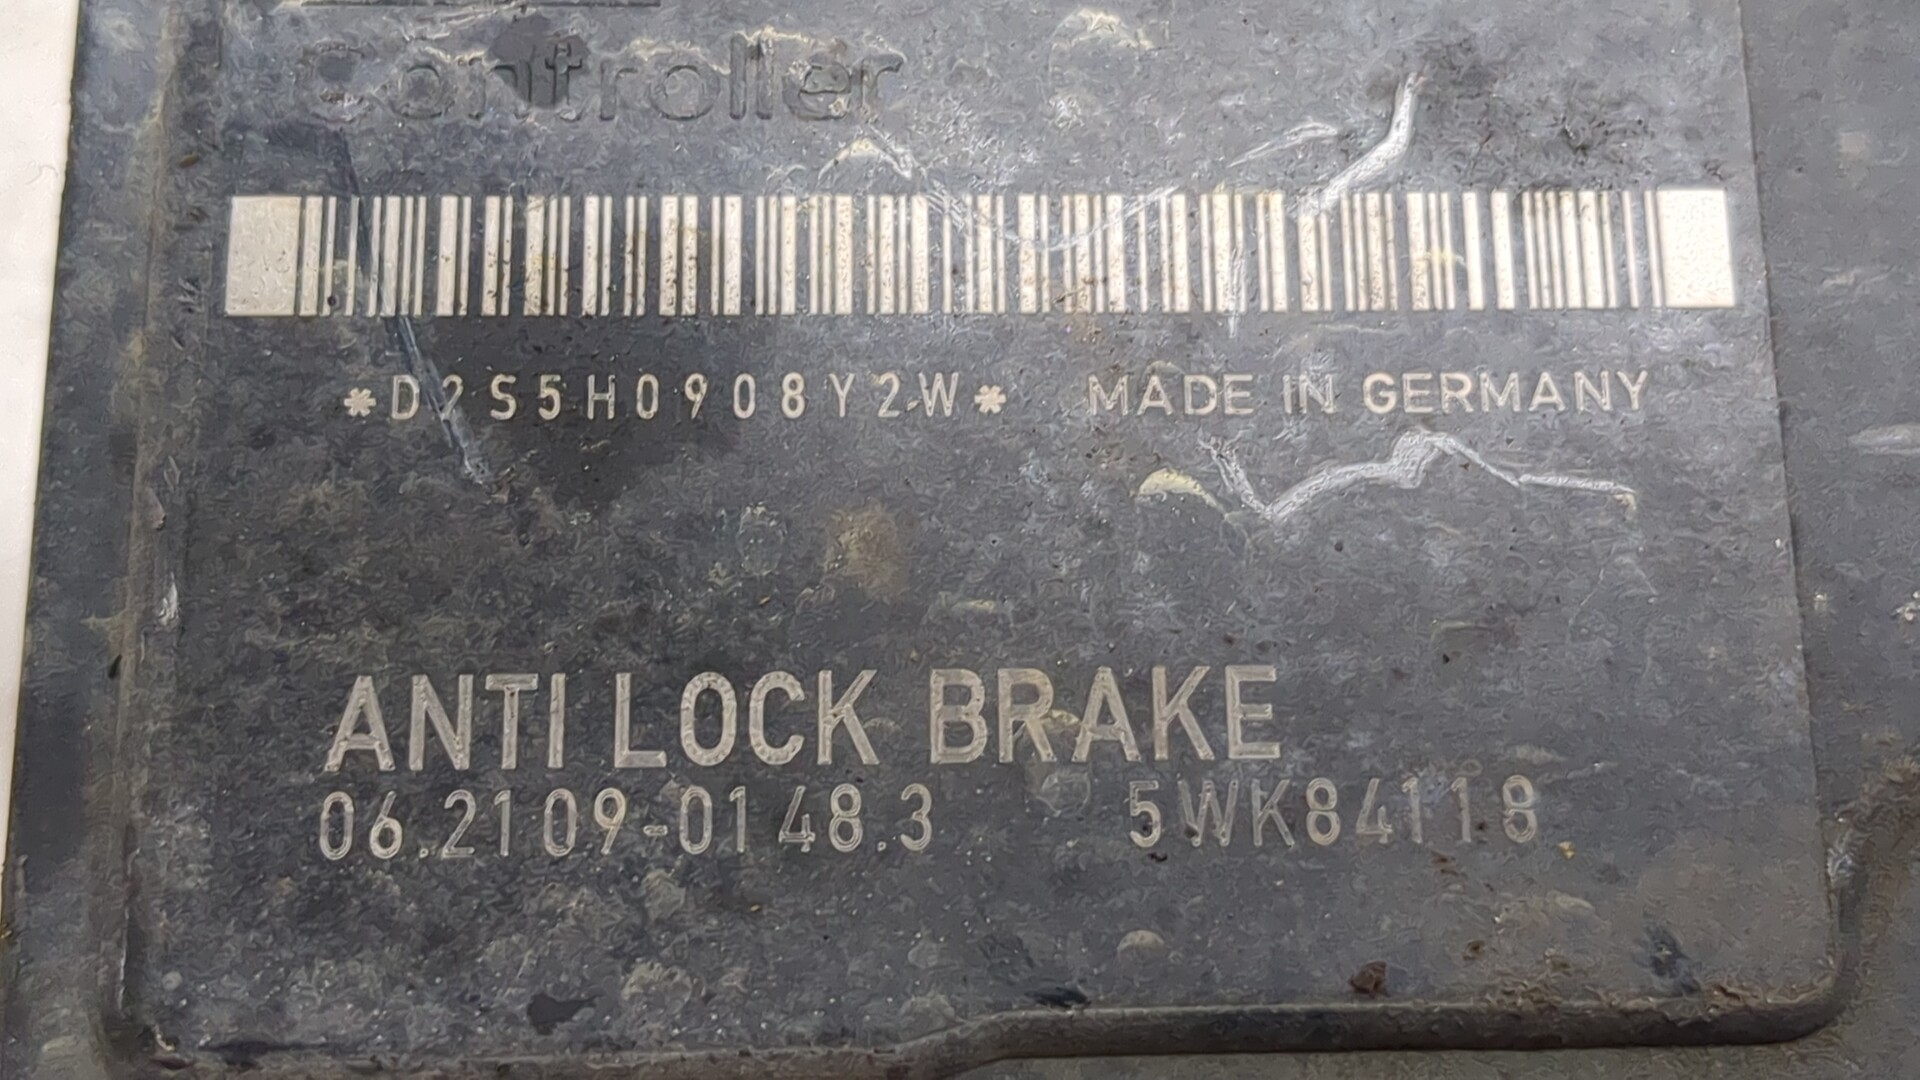 Controller
*D2S5H0908Y2W* MADE IN GERMANY
ANTI LOCK BRAKE
06.2109-0148.3 5WK84118